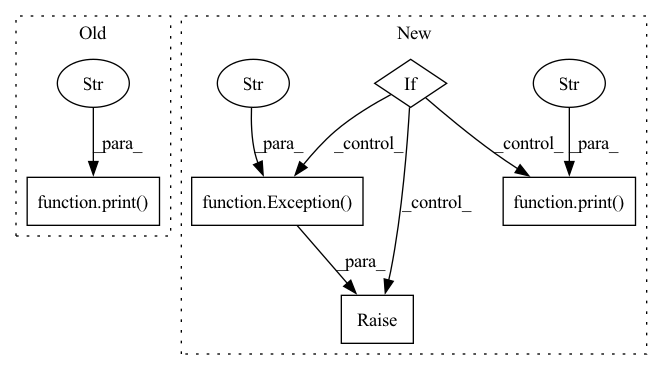 Old
New
Str
Str
If
Str
_para_
_para_
_control_
_control_
_para_
function.print()
function.Exception()
_control_
function.print()
_para_
Raise